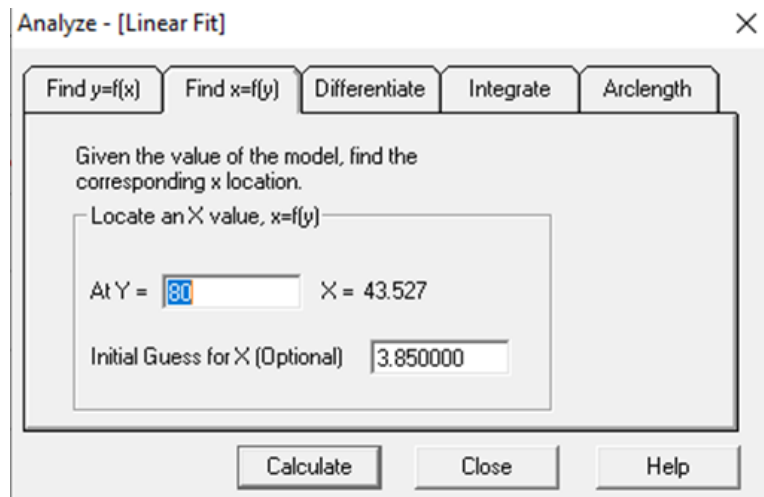 Analyze - [Linear Fit]
Find y=f(x) Find x=f(y) Differentiate Integrate Arclength
Given the value of the model, find the
corresponding x location.
Locate an X value, x=f(y)
At Y = 80 X = 43.527
Initial Guess for X (Optional) 3.850000
Calculate Close Help